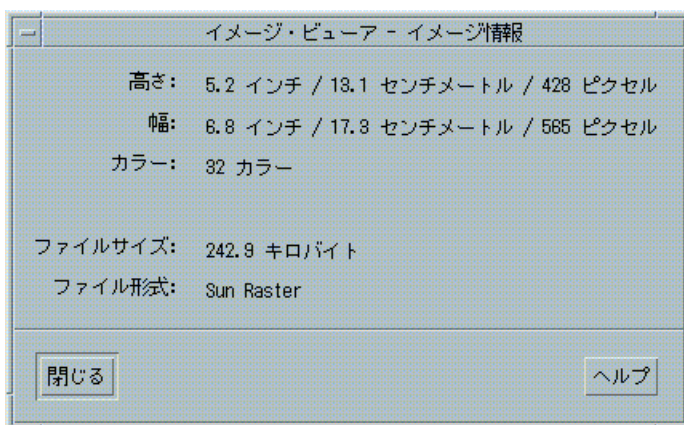 イメージ・ビューア - イメージ情報
高さ: 5.2 インチ / 13.1 センチメートル / 428 ピクセル
幅: 6.8 インチ / 17.3 センチメートル / 565 ピクセル
カラー: 32 カラー
ファイルサイズ: 242.9 キロバイト
ファイル形式: Sun Raster
閉じる ヘルプ